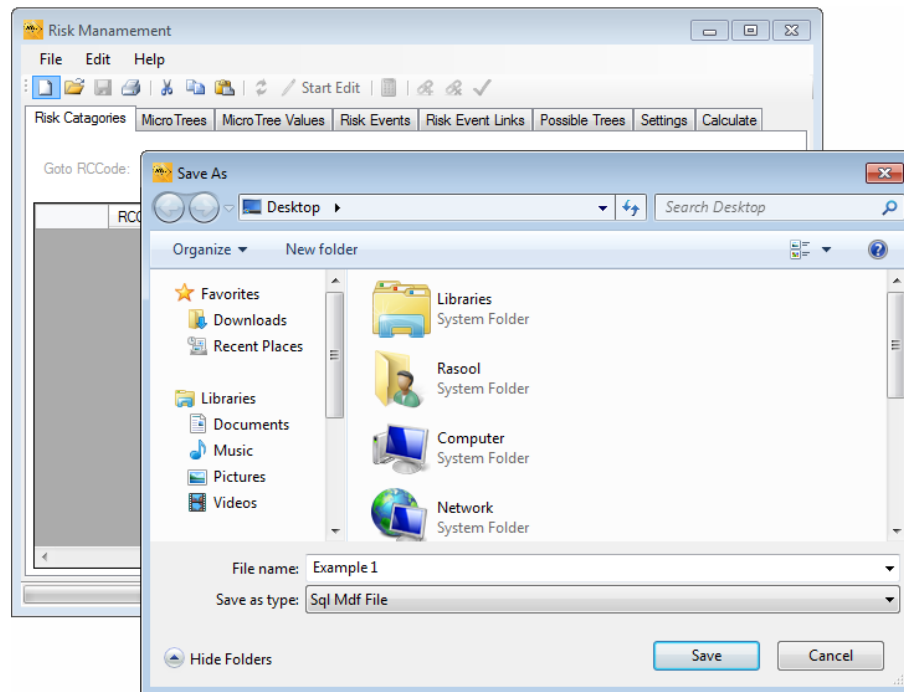 Risk Manamement
File Edit Help
Start Edit
Risk Catagories MicroTrees MicroTree Values Risk Events Risk Event Links Possible Trees Settings Calculate
Goto RCCode:
Save As
Desktop
Search Desktop
Organize New folder
Favorites
Downloads
Recent Places
Libraries
Documents
Music
Pictures
Videos
Libraries
System Folder
Rasool
System Folder
Computer
System Folder
Network
System Folder
File name: Example 1
Save as type: Sql Mdf File
Hide Folders
Save Cancel